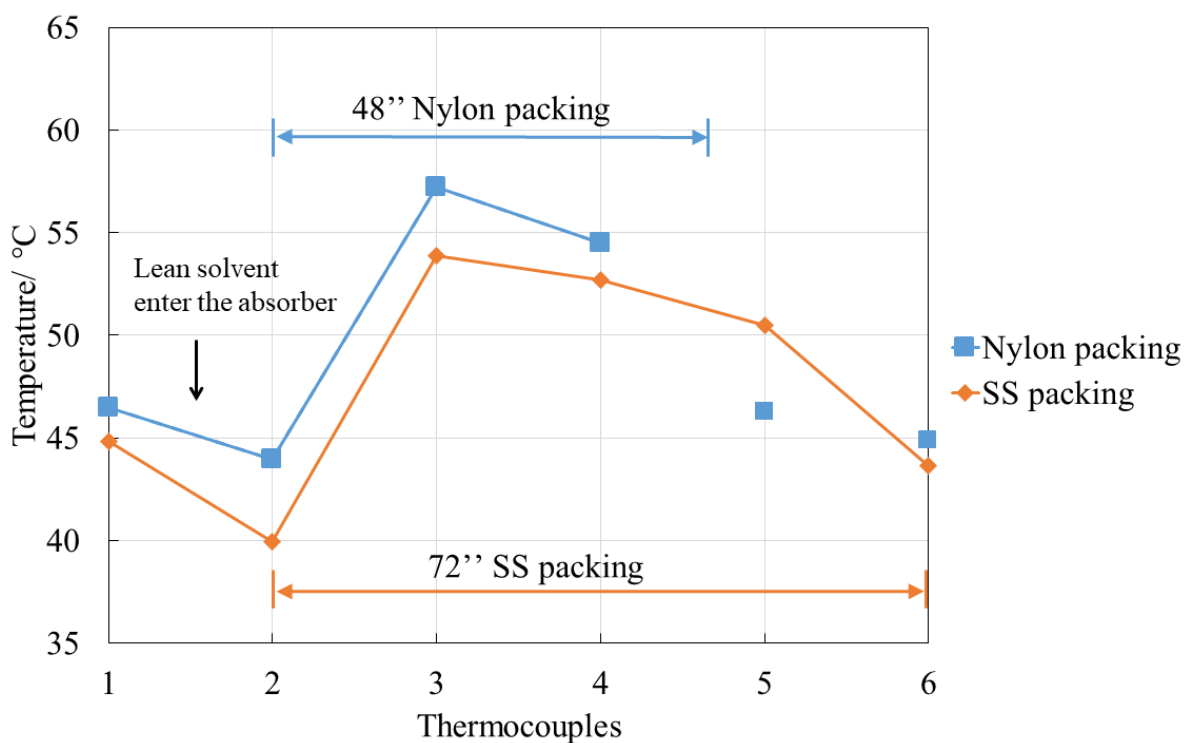 65
60
55
50
45
40
35
Temperature/ °C
48’’ Nylon packing
Lean solvent
enter the absorber
72’’ SS packing
1 2 3 4 5 6
Thermocouples
Nylon packing
SS packing